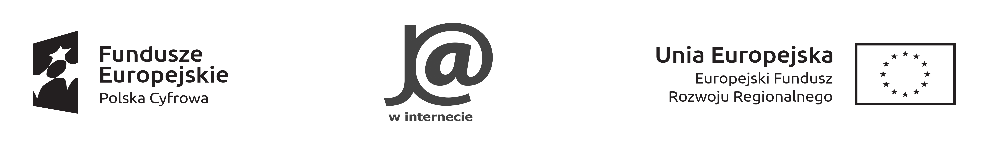 Fundusze
Europejskie
Polska Cyfrowa
J@
w internecie
Unia Europejska
Europejski Fundusz
Rozwoju Regionalnego